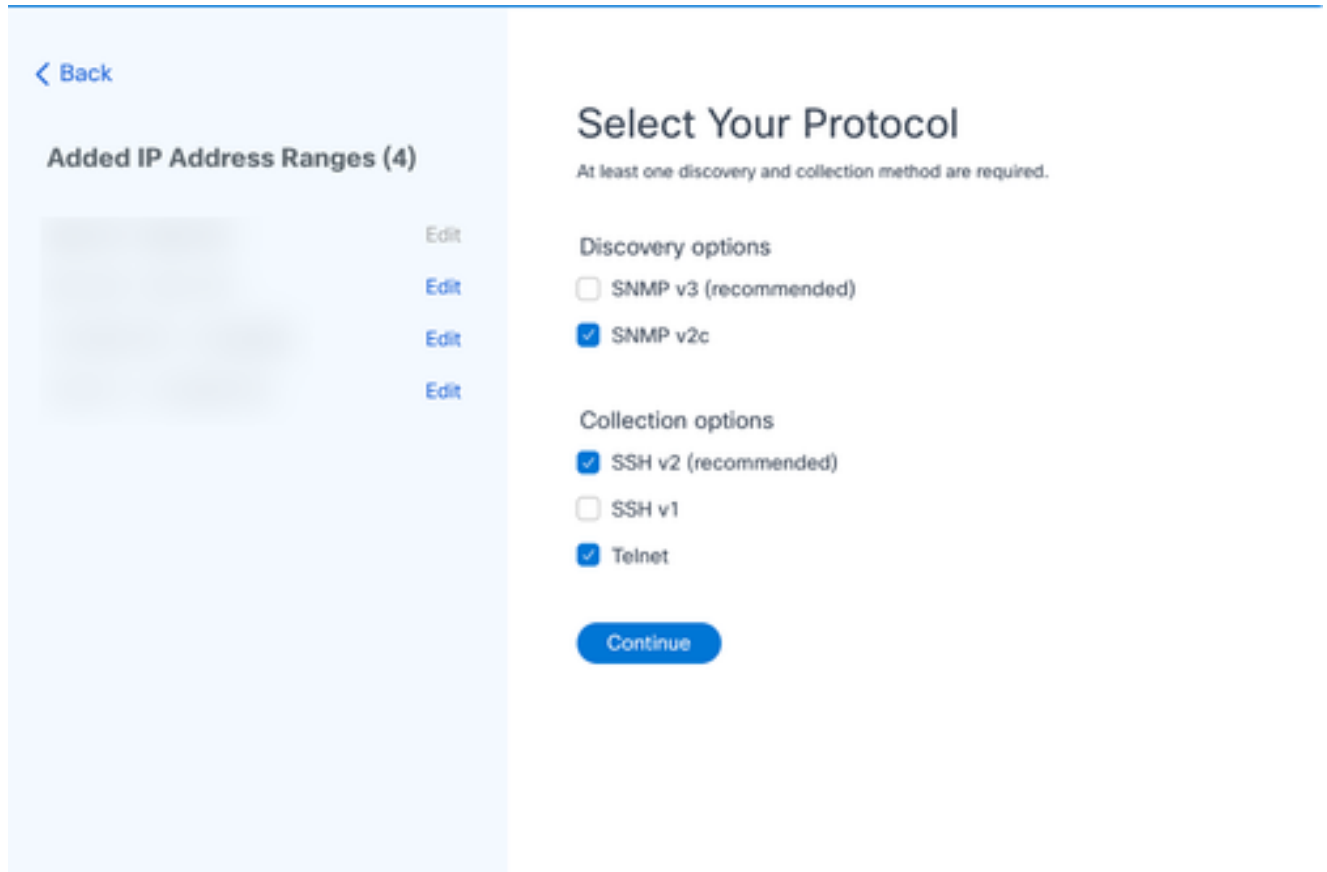 Back
Added IP Address Ranges (4)
Edit
Edit
Edit
Edit
Select Your Protocol
At least one discovery and collection method are required.
Discovery options
SNMP v3 (recommended)
SNMP v2c
Collection options
SSH v2 (recommended)
SSH v1
Telnet
Continue